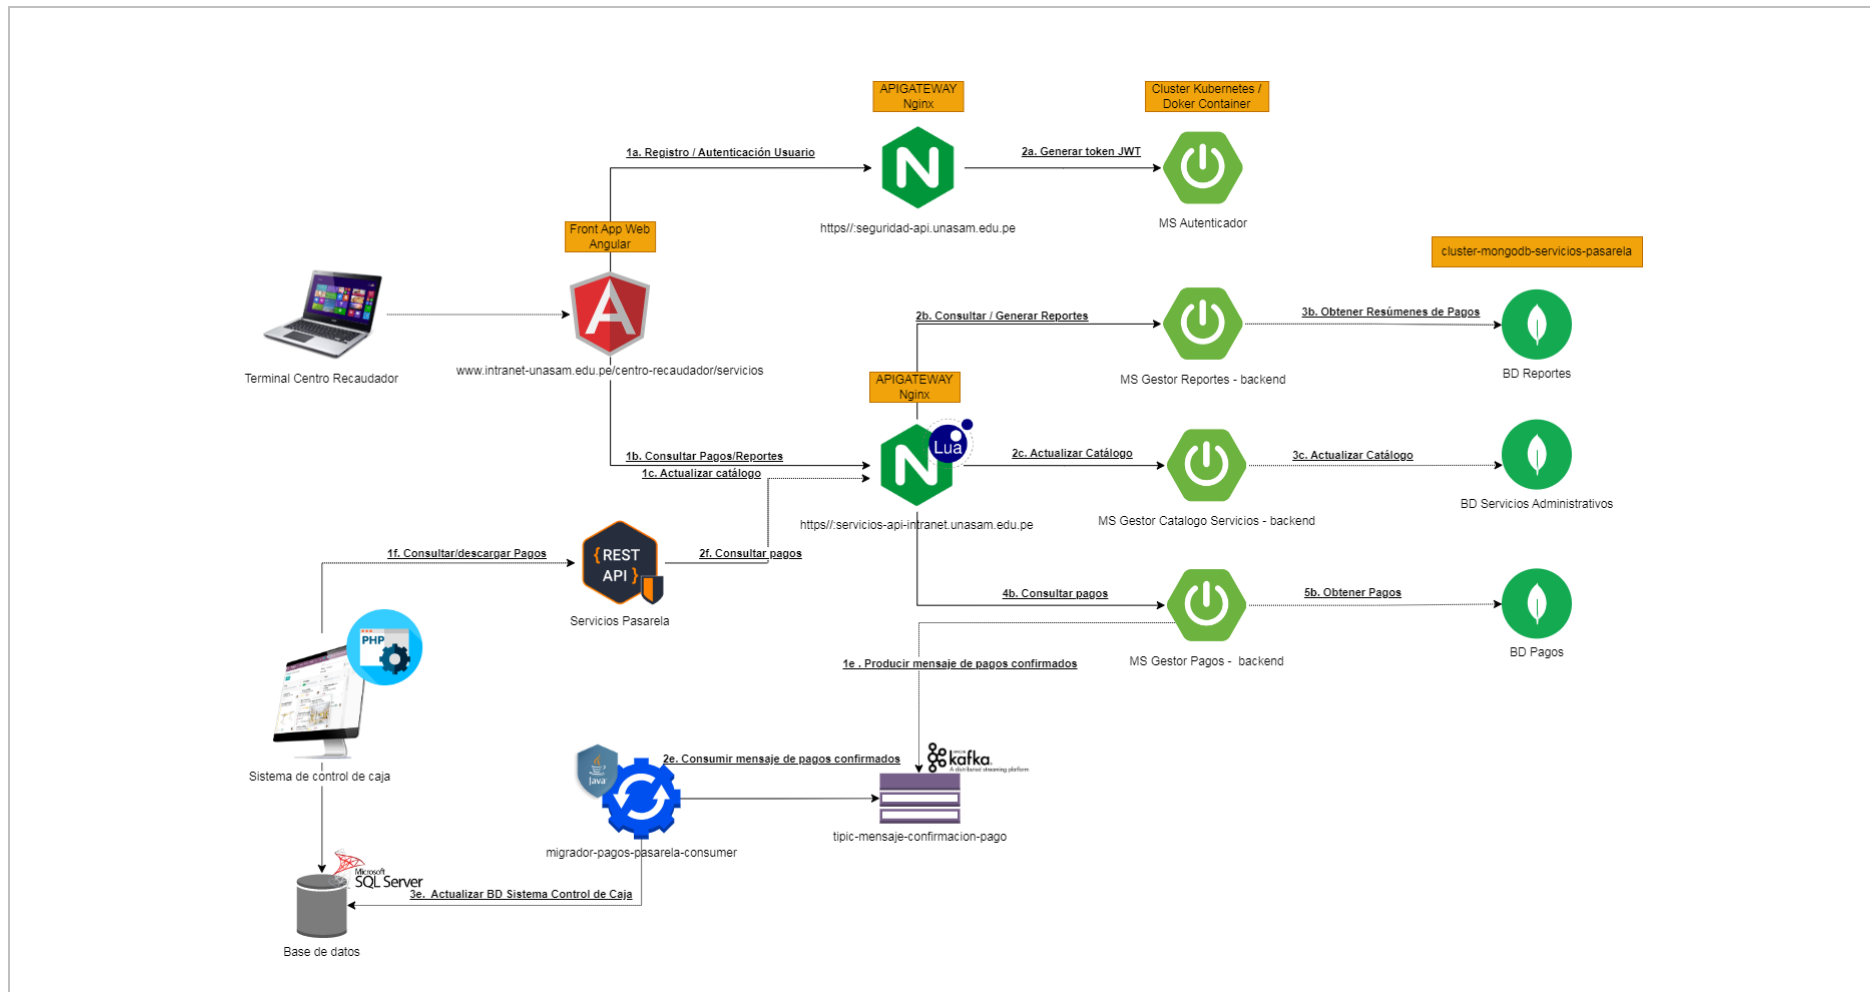 APIGATEWAY
Nginx
Cluster Kubernetes /
Doker Container
1a. Registro / Autenticación Usuario
2a. Generar token JWT
https//:seguridad-api.unasam.edu.pe
MS Autenticador
Front App Web
Angular
cluster-mongodb-servicios-pasarela
Terminal Centro Recaudador
www.intranet-unasam.edu.pe/centro-recaudador/servicios
2b. Consultar / Generar Reportes
3b. Obtener Resúmenes de Pagos
MS Gestor Reportes - backend
BD Reportes
APIGATEWAY
Nginx
Lua
1b. Consultar Pagos/Reportes
1c. Actualizar catálogo
2c. Actualizar Catálogo
3c. Actualizar Catálogo
https//:servicios-api-intranet.unasam.edu.pe
MS Gestor Catalogo Servicios - backend
BD Servicios Administrativos
1f. Consultar/descargar Pagos
{REST
API}
2f. Consultar pagos
Servicios Pasarela
4b. Consultar pagos
5b. Obtener Pagos
MS Gestor Pagos - backend
BD Pagos
PHP
1e . Producir mensaje de pagos confirmados
Sistema de control de caja
Java
2e. Consumir mensaje de pagos confirmados
kafka.
A distributed streaming platform
migrador-pagos-pasarela-consumer
tipic-mensaje-confirmacion-pago
Microsoft
SQL Server
3e. Actualizar BD Sistema Control de Caja
Base de datos